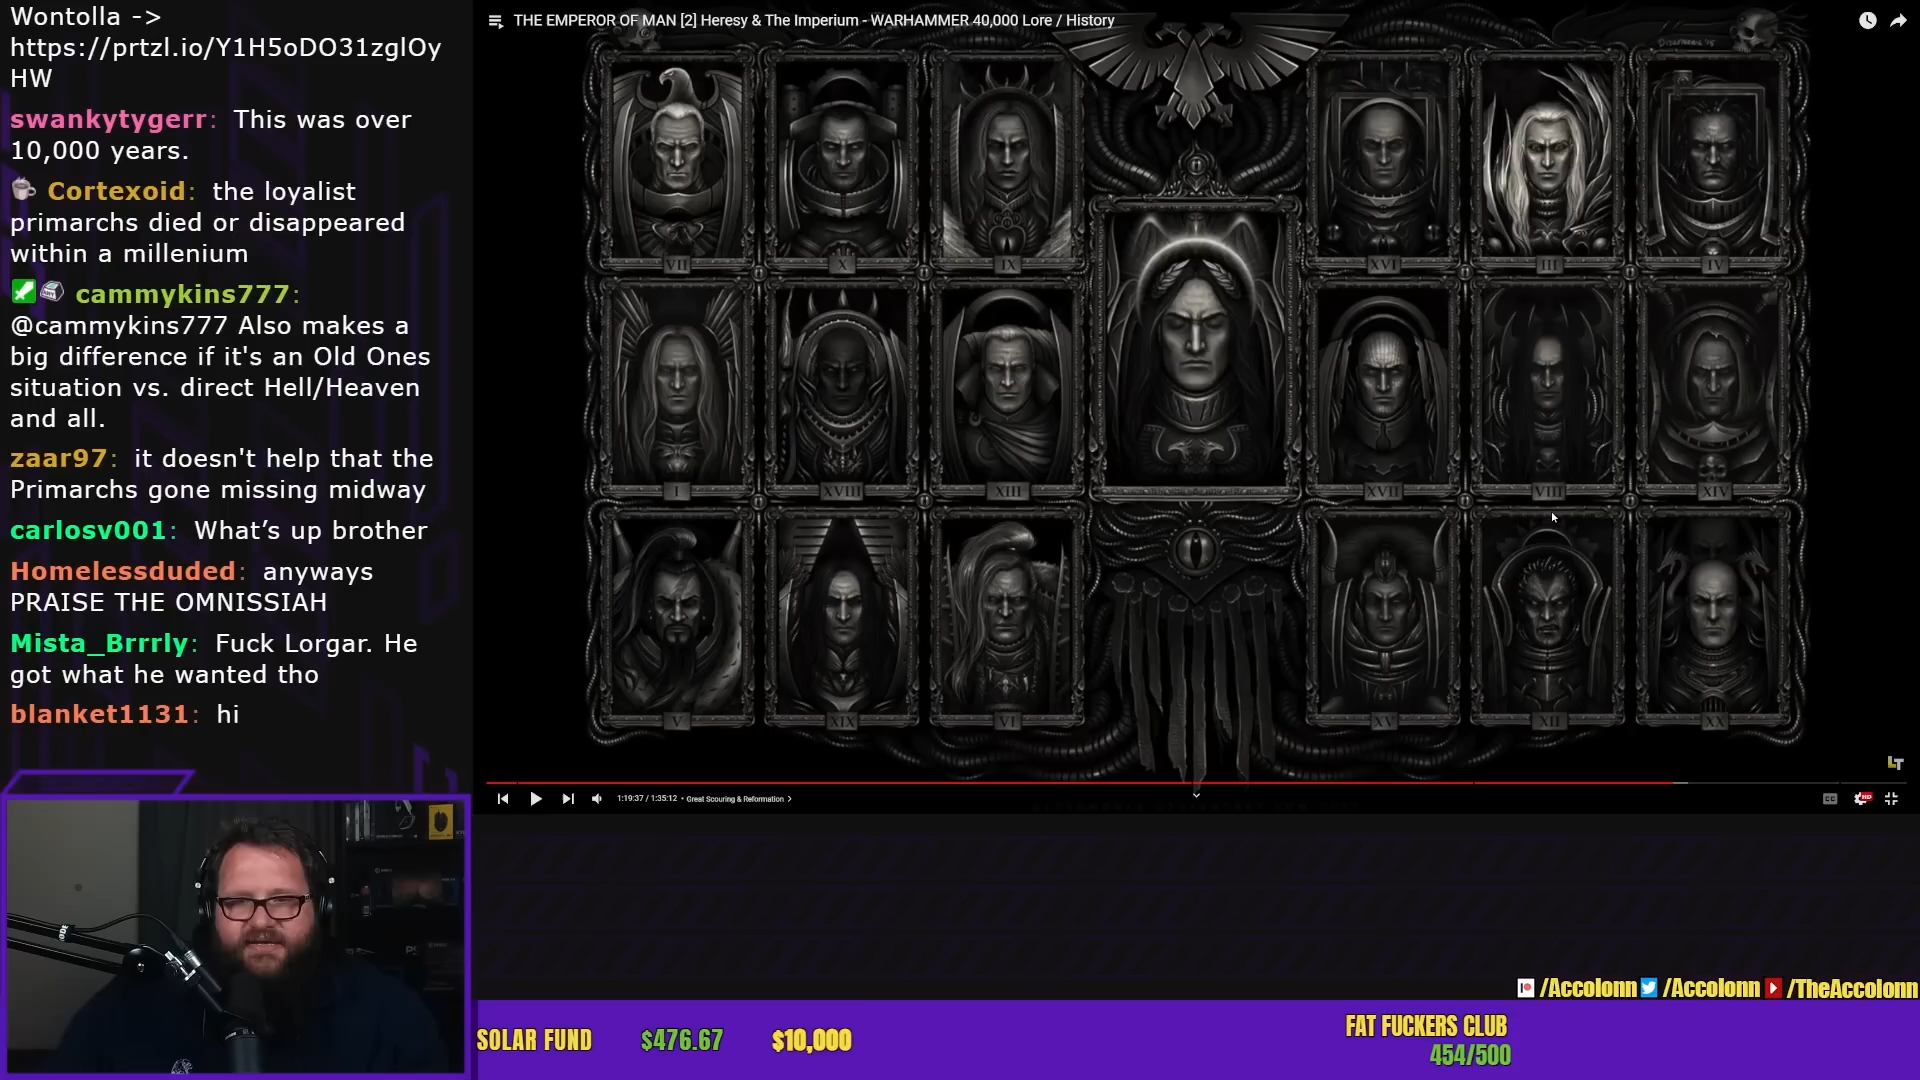 Wontolla ->
https://prtzl.io/Y1H5oDO31zglOy
HW
swankytygerr: This was over
10,000 years.
Cortexoid: the loyalist
primarchs died or disappeared
within a millenium
cammykins777:
@cammykins777 Also makes a
big difference if it's an Old Ones
situation vs. direct Hell/Heaven
and all.
zaar97: it doesn't help that the
Primarchs gone missing midway
carlosv001: What's up brother
Homelessduded: anyways
PRAISE THE OMNISSIAH
Mista_Brrrly: Fuck Lorgar. He
got what he wanted tho
blanket1131: hi
THE EMPEROR OF MAN [2] Heresy & The Imperium - WARHAMMER 40,000 Lore / History
VII X IX XVI III IV
I XVIII XIII XVII VIII XIV
V XIX VI XV XII XX
LT
1:19:37 / 1:35:12 • Great Scouring & Reformation >
CC HD
RODE
/Accolonn /Accolonn /TheAccolonn
SOLAR FUND $476.67 $10,000
FAT FUCKERS CLUB
454/500